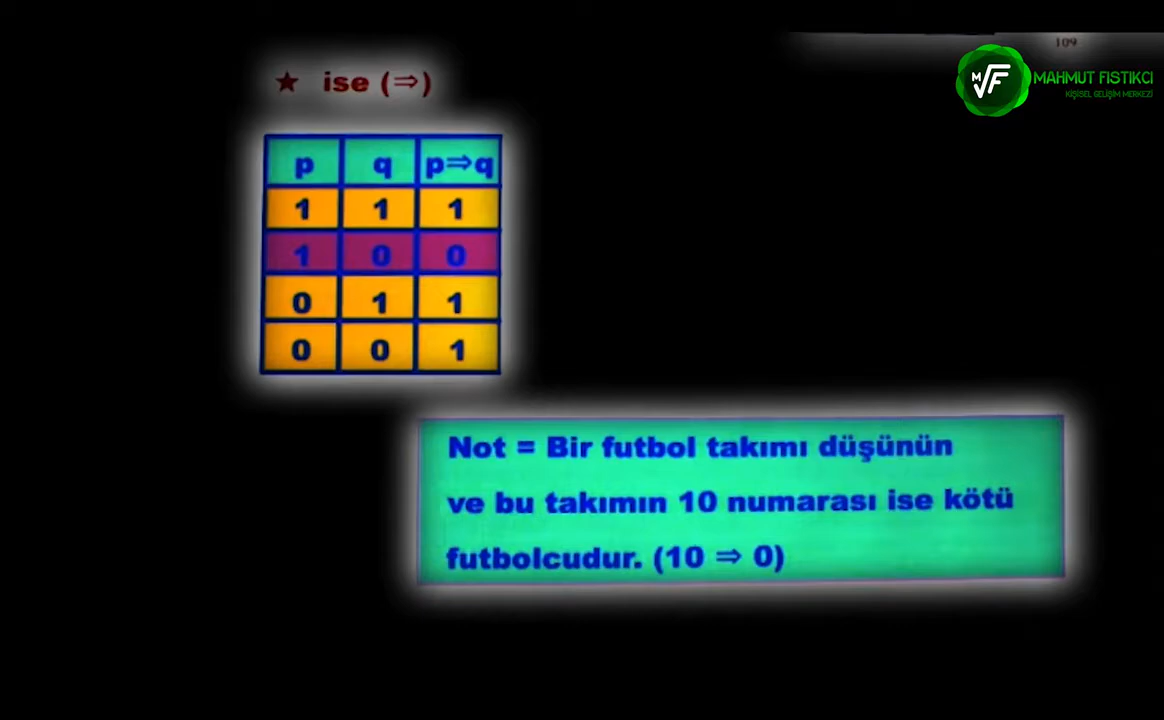 109
MAHMUT FISTIKCI
KİŞİSEL GELİŞİM MERKEZİ
★ ise (⇒)
p q p⇒q
1 1 1
1 0 0
0 1 1
0 0 1
Not = Bir futbol takımı düşünün
ve bu takımın 10 numarası ise kötü
futbolcudur. (10 ⇒ 0)